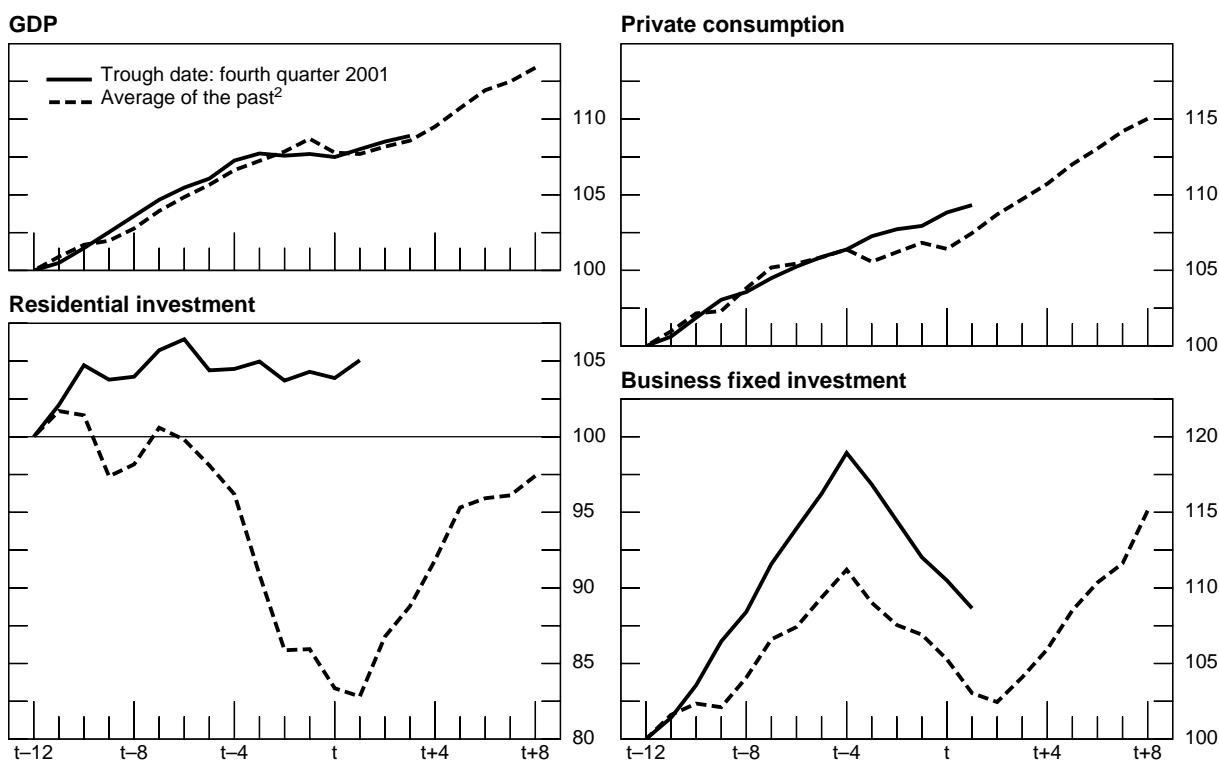 GDP
Trough date: fourth quarter 2001
Average of the past2
110
105
100
Private consumption
115
110
105
100
Residential investment
105
100
95
90
85
80
t–12 t–8 t–4 t t+4 t+8
Business fixed investment
120
115
110
105
100
t–12 t–8 t–4 t t+4 t+8